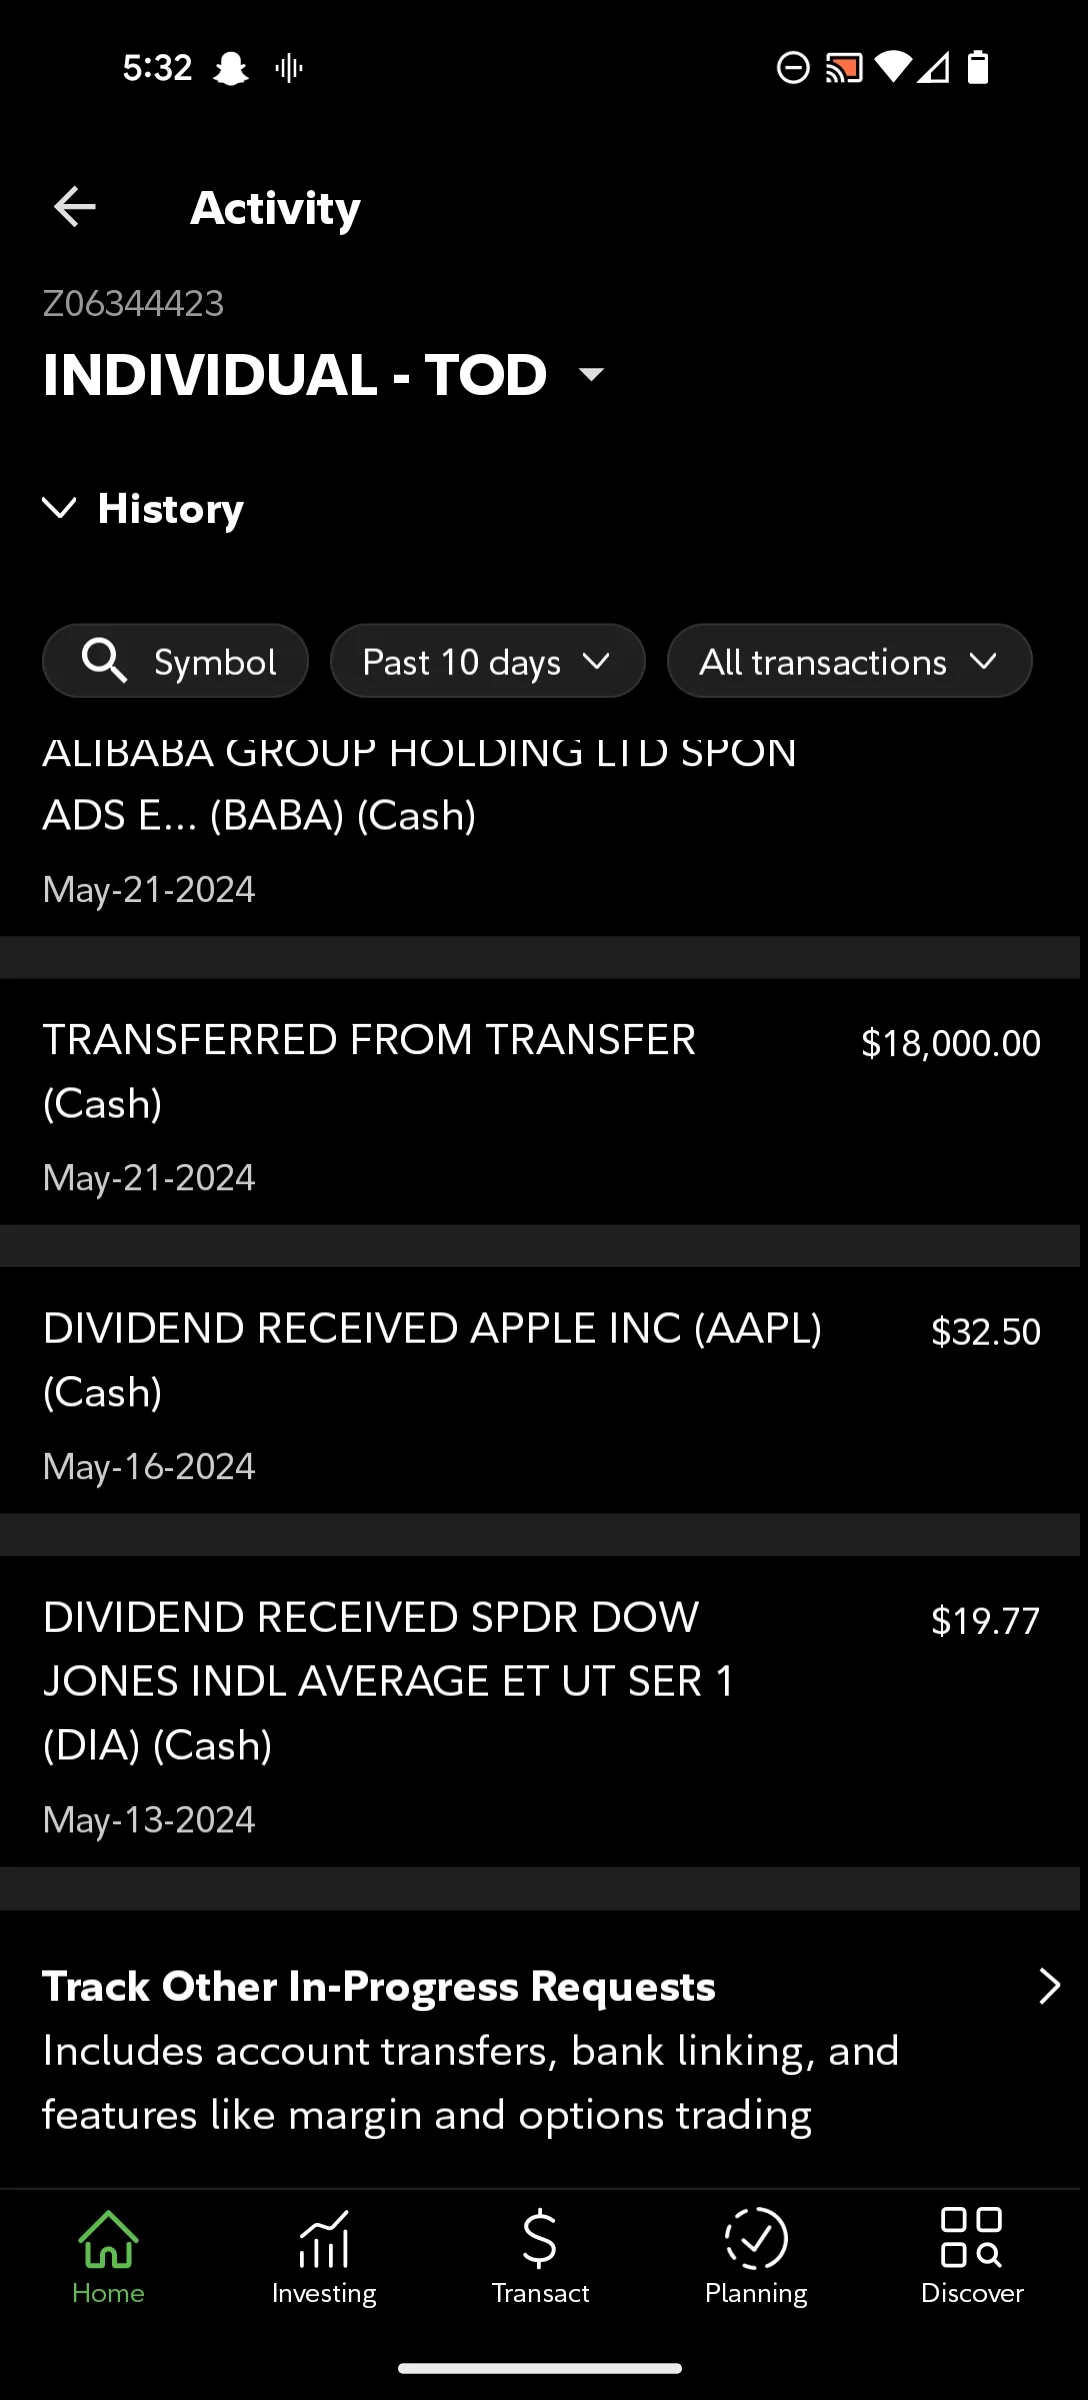 5:32
Activity
Z06344423
INDIVIDUAL - TOD
History
Symbol
Past 10 days
All transactions
ALIBABA GROUP HOLDING LTD SPON
ADS E... (BABA) (Cash)
May-21-2024
TRANSFERRED FROM TRANSFER
(Cash)
$18,000.00
May-21-2024
DIVIDEND RECEIVED APPLE INC (AAPL)
(Cash)
$32.50
May-16-2024
DIVIDEND RECEIVED SPDR DOW
JONES INDL AVERAGE ET UT SER 1
(DIA) (Cash)
$19.77
May-13-2024
Track Other In-Progress Requests
Includes account transfers, bank linking, and
features like margin and options trading
Home
Investing
Transact
Planning
Discover